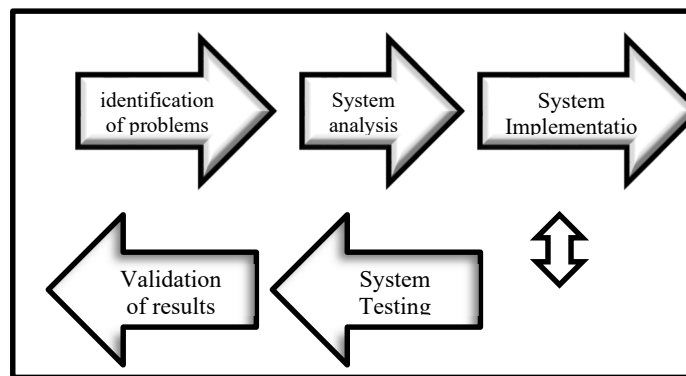 identification
of problems
System
analysis
System
Implementatio
Validation
of results
System
Testing